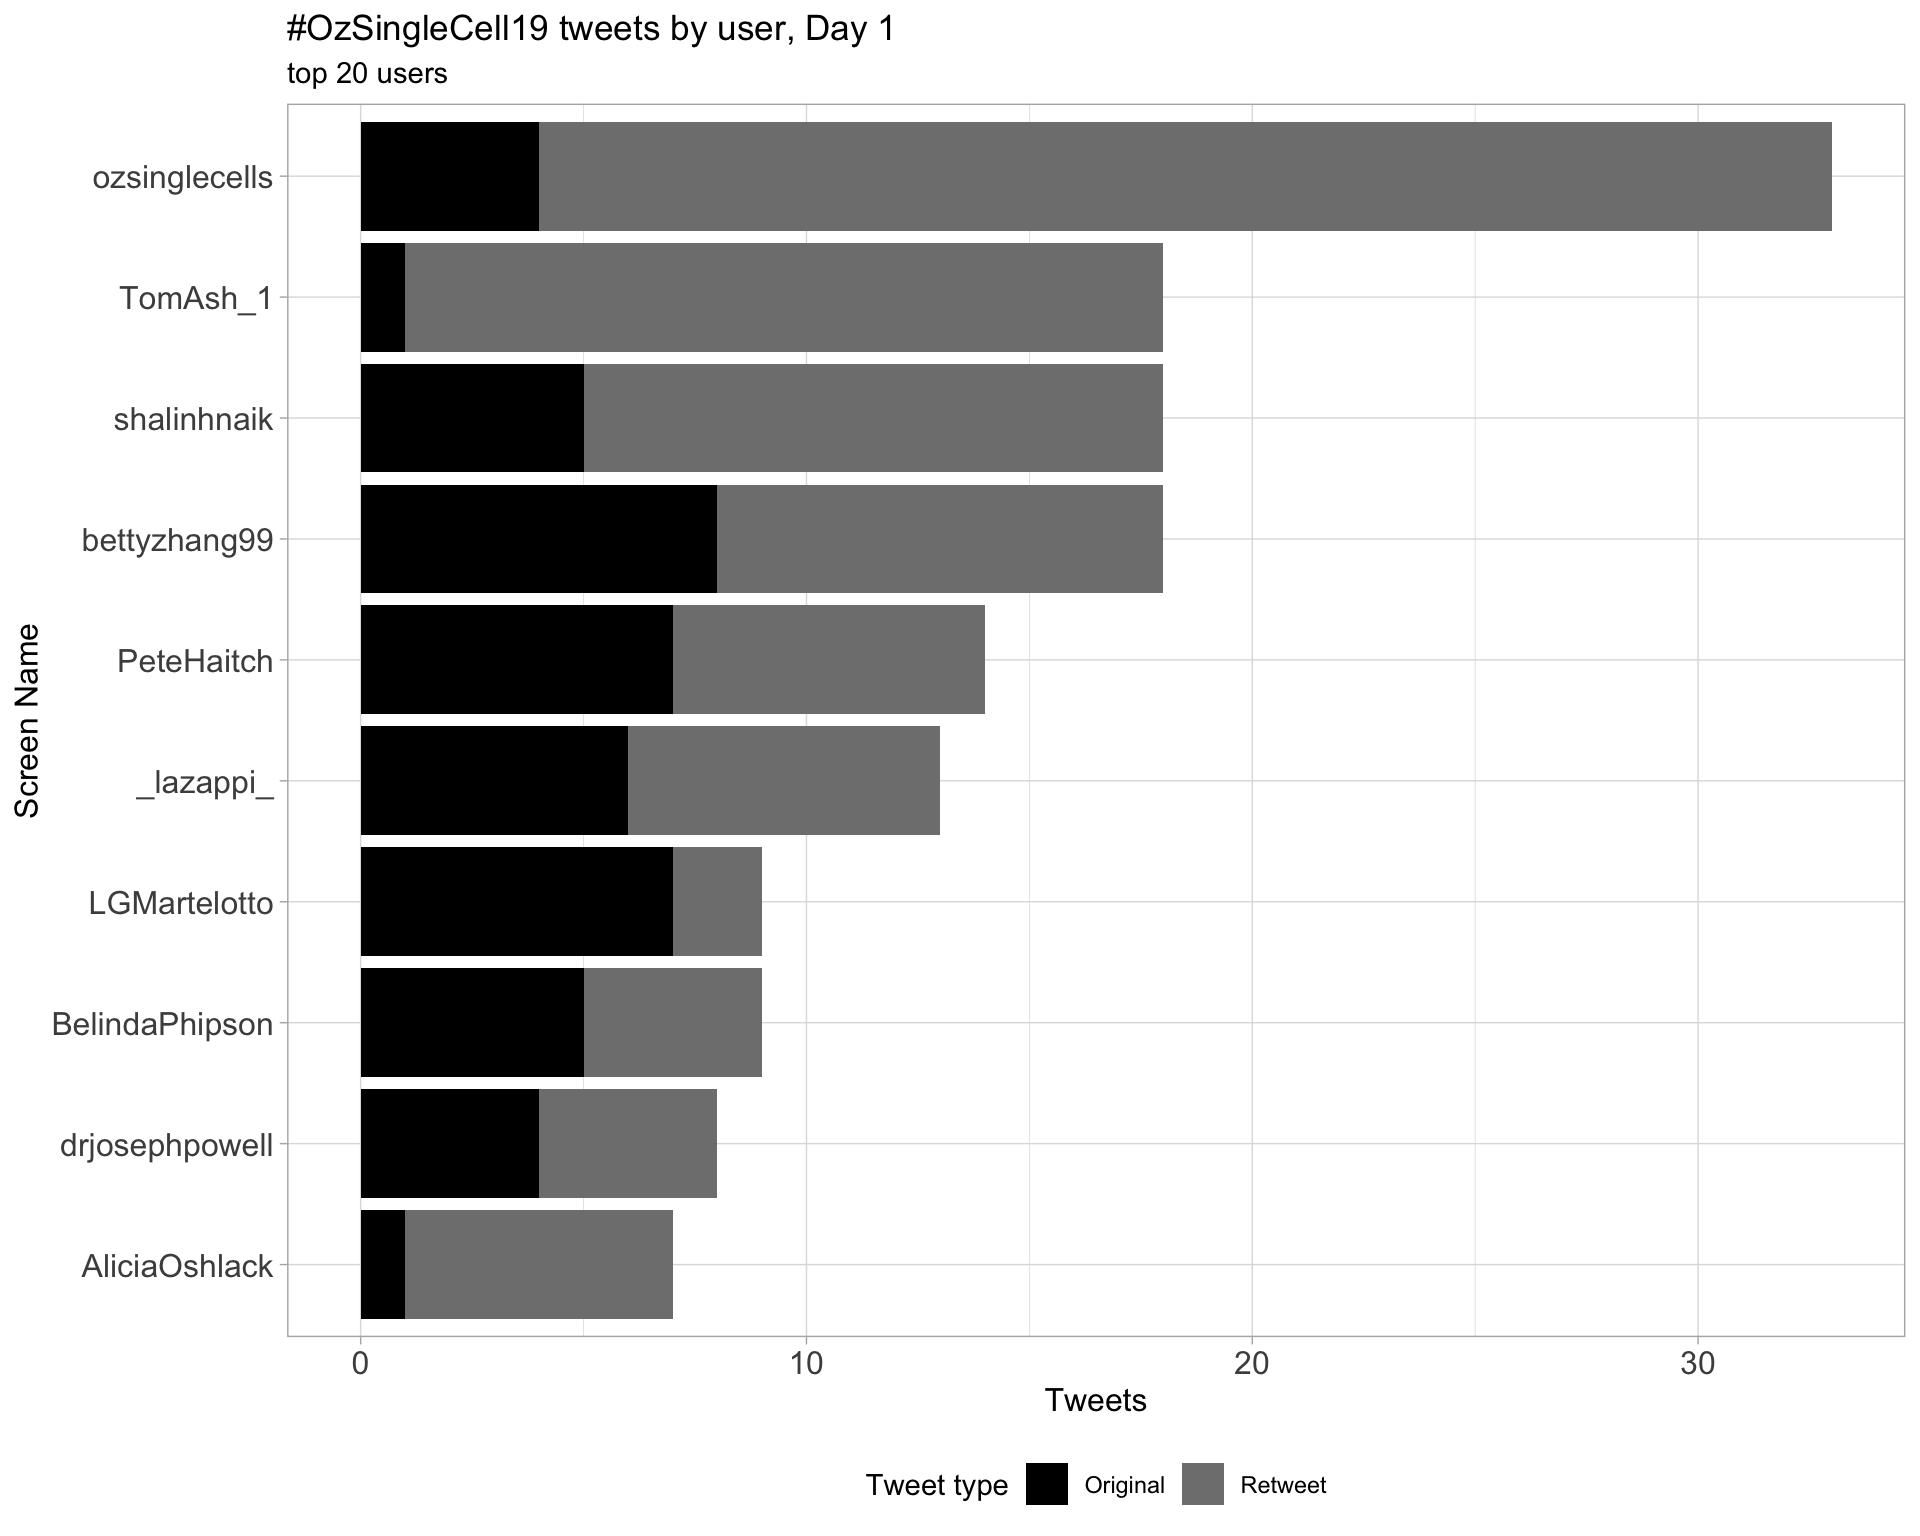 #OzSingleCell19 tweets by user, Day 1
top 20 users
Screen Name
ozsinglecells
TomAsh_1
shalinhnaik
bettyzhang99
PeteHaitch
_lazappi_
LGMartelotto
BelindaPhipson
drjosephpowell
AliciaOshlack
0 10 20 30
Tweets
Tweet type Original Retweet